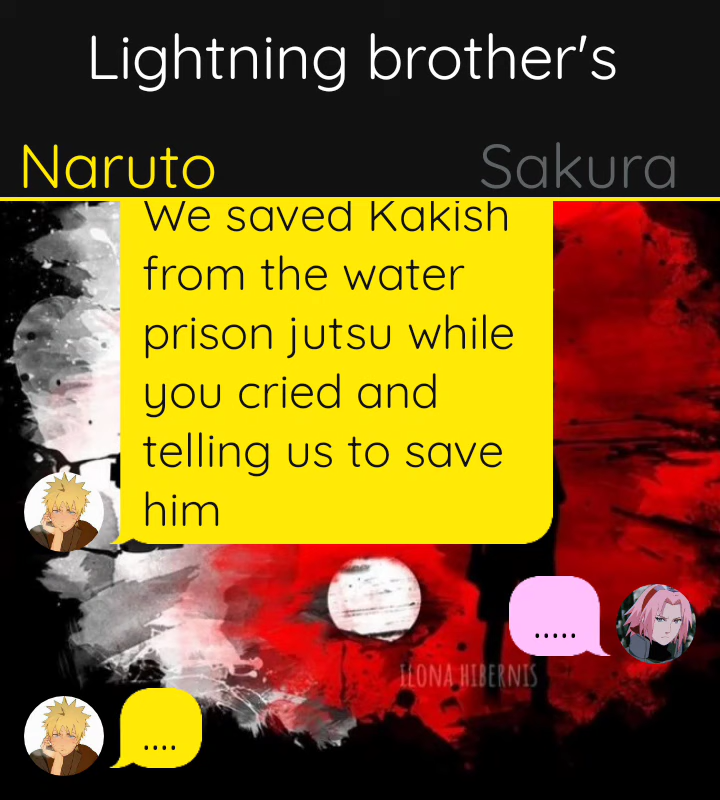 Lightning brother's
Naruto
Sakura
We saved Kakish
from the water
prison jutsu while
you cried and
telling us to save
him
.....
ILONA HIBERNIS
....